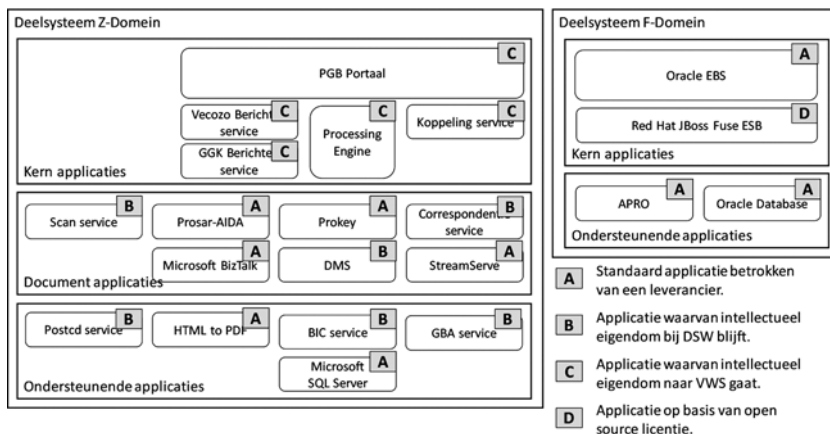 Deelsysteem Z-Domein
C
PGB Portaal
Vecozo Bericht C
service
C
Processing
Engine
C
Koppeling service
GGK Berichte C
service
Kern applicaties
B
Scan service
A
Prosar-AIDA
A
Prokey
B
Correspondentie
service
A
Microsoft BizTalk
B
DMS
A
StreamServe
Document applicaties
B
Postcd service
A
HTML to PDF
B
BIC service
B
GBA service
A
Microsoft
SQL Server
Ondersteunende applicaties
Deelsysteem F-Domein
A
Oracle EBS
D
Red Hat JBoss Fuse ESB
Kern applicaties
A
APRO
A
Oracle Database
Ondersteunende applicaties
A Standaard applicatie betrokken
van een leverancier.
B Applicatie waarvan intellectueel
eigendom bij DSW blijft.
C Applicatie waarvan intellectueel
eigendom naar VWS gaat.
D Applicatie op basis van open
source licentie.